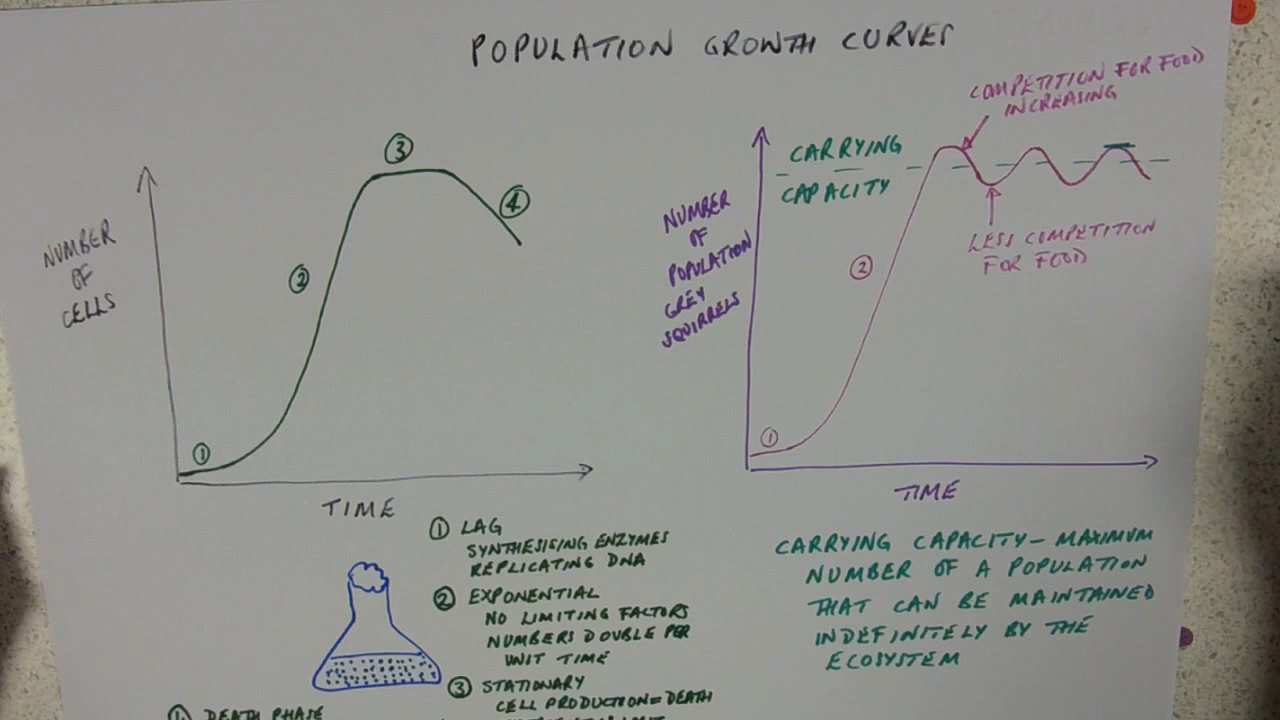 POPULATION GROWTH CURVES
NUMBER
OF
CELLS
①
②
③
④
TIME
① LAG
SYNTHESISING ENZYMES
REPLICATING DNA
② EXPONENTIAL
NO LIMITING FACTORS
NUMBERS DOUBLE PER
UNIT TIME
③ STATIONARY
CELL PRODUCTION = DEATH
DEATH PHASE
COMPETITION FOR FOOD
INCREASING
CARRYING
CAPACITY
NUMBER
OF
POPULATION
GREY
SQUIRRELS
①
②
LESS COMPETITION
FOR FOOD
TIME
CARRYING CAPACITY – MAXIMUM
NUMBER OF A POPULATION
THAT CAN BE MAINTAINED
INDEFINITELY BY THE
ECOSYSTEM